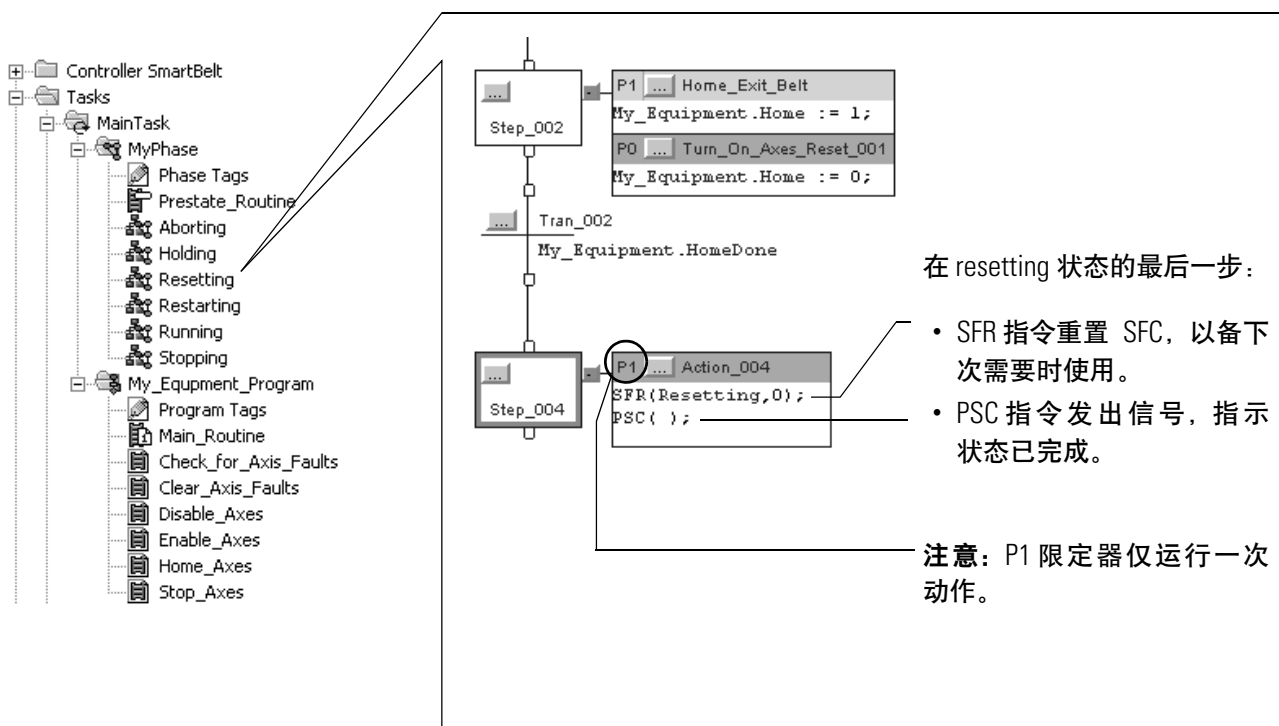 Controller SmartBelt
Tasks
MainTask
MyPhase
Phase Tags
Prestate_Routine
Aborting
Holding
Resetting
Restarting
Running
Stopping
My_Equpment_Program
Program Tags
Main_Routine
Check_for_Axis_Faults
Clear_Axis_Faults
Disable_Axes
Enable_Axes
Home_Axes
Stop_Axes
...
Step_002
P1 ... Home_Exit_Belt
My_Equipment.Home := 1;
P0 ... Turn_On_Axes_Reset_001
My_Equipment.Home := 0;
... Tran_002
My_Equipment.HomeDone
...
Step_004
P1 ... Action_004
SFR(Resetting,0);
PSC( );
在 resetting 状态的最后一步：
• SFR 指令重置 SFC，以备下
次需要时使用。
• PSC 指令发出信号，指示
状态已完成。
注意：P1 限定器仅运行一次
动作。